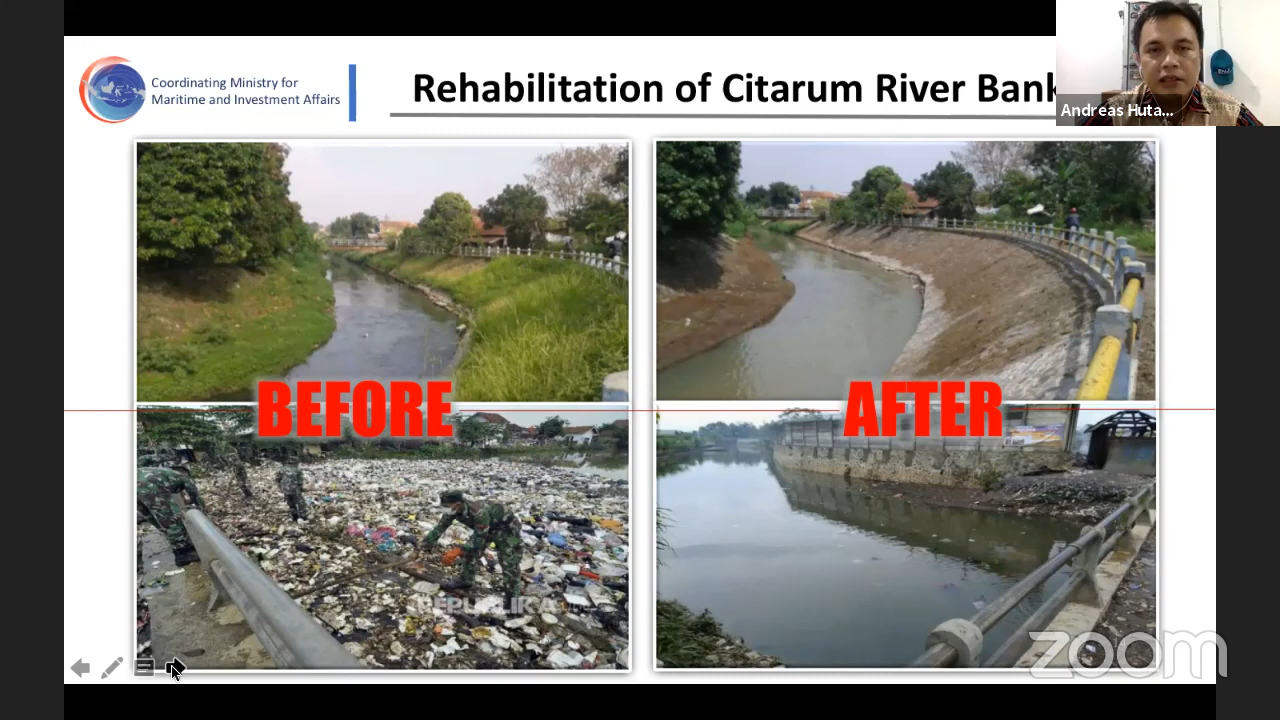 Coordinating Ministry for
Maritime and Investment Affairs
Rehabilitation of Citarum River Bank
Andreas Huta...
BEFORE
AFTER
REPUBLIKA
zoom